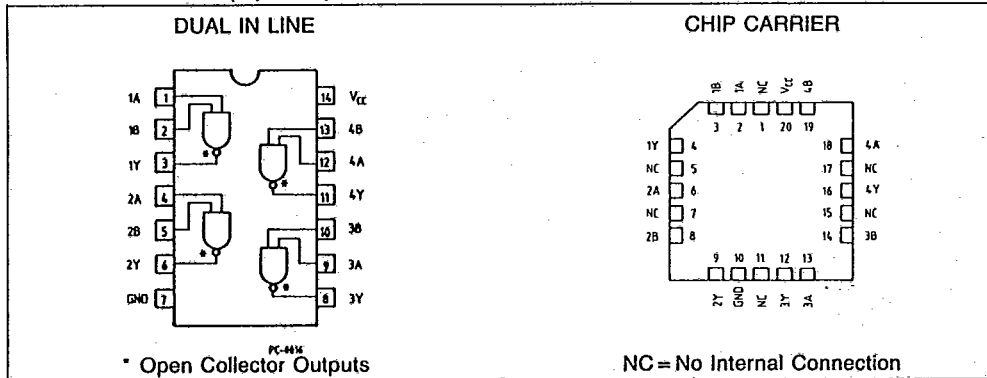 DUAL IN LINE
1A 1
1B 2
1Y 3
2A 4
2B 5
2Y 6
GND 7
14 VCC
13 4B
12 4A
11 4Y
10 3B
9 3A
8 3Y
*
*
*
*
* Open Collector Outputs
CHIP CARRIER
1B 1A NC VCC 4B
3 2 1 20 19
1Y 4
NC 5
2A 6
NC 7
2B 8
18 4A
17 NC
16 4Y
15 NC
14 3B
9 10 11 12 13
2Y GND NC 3Y 3A
NC=No Internal Connection